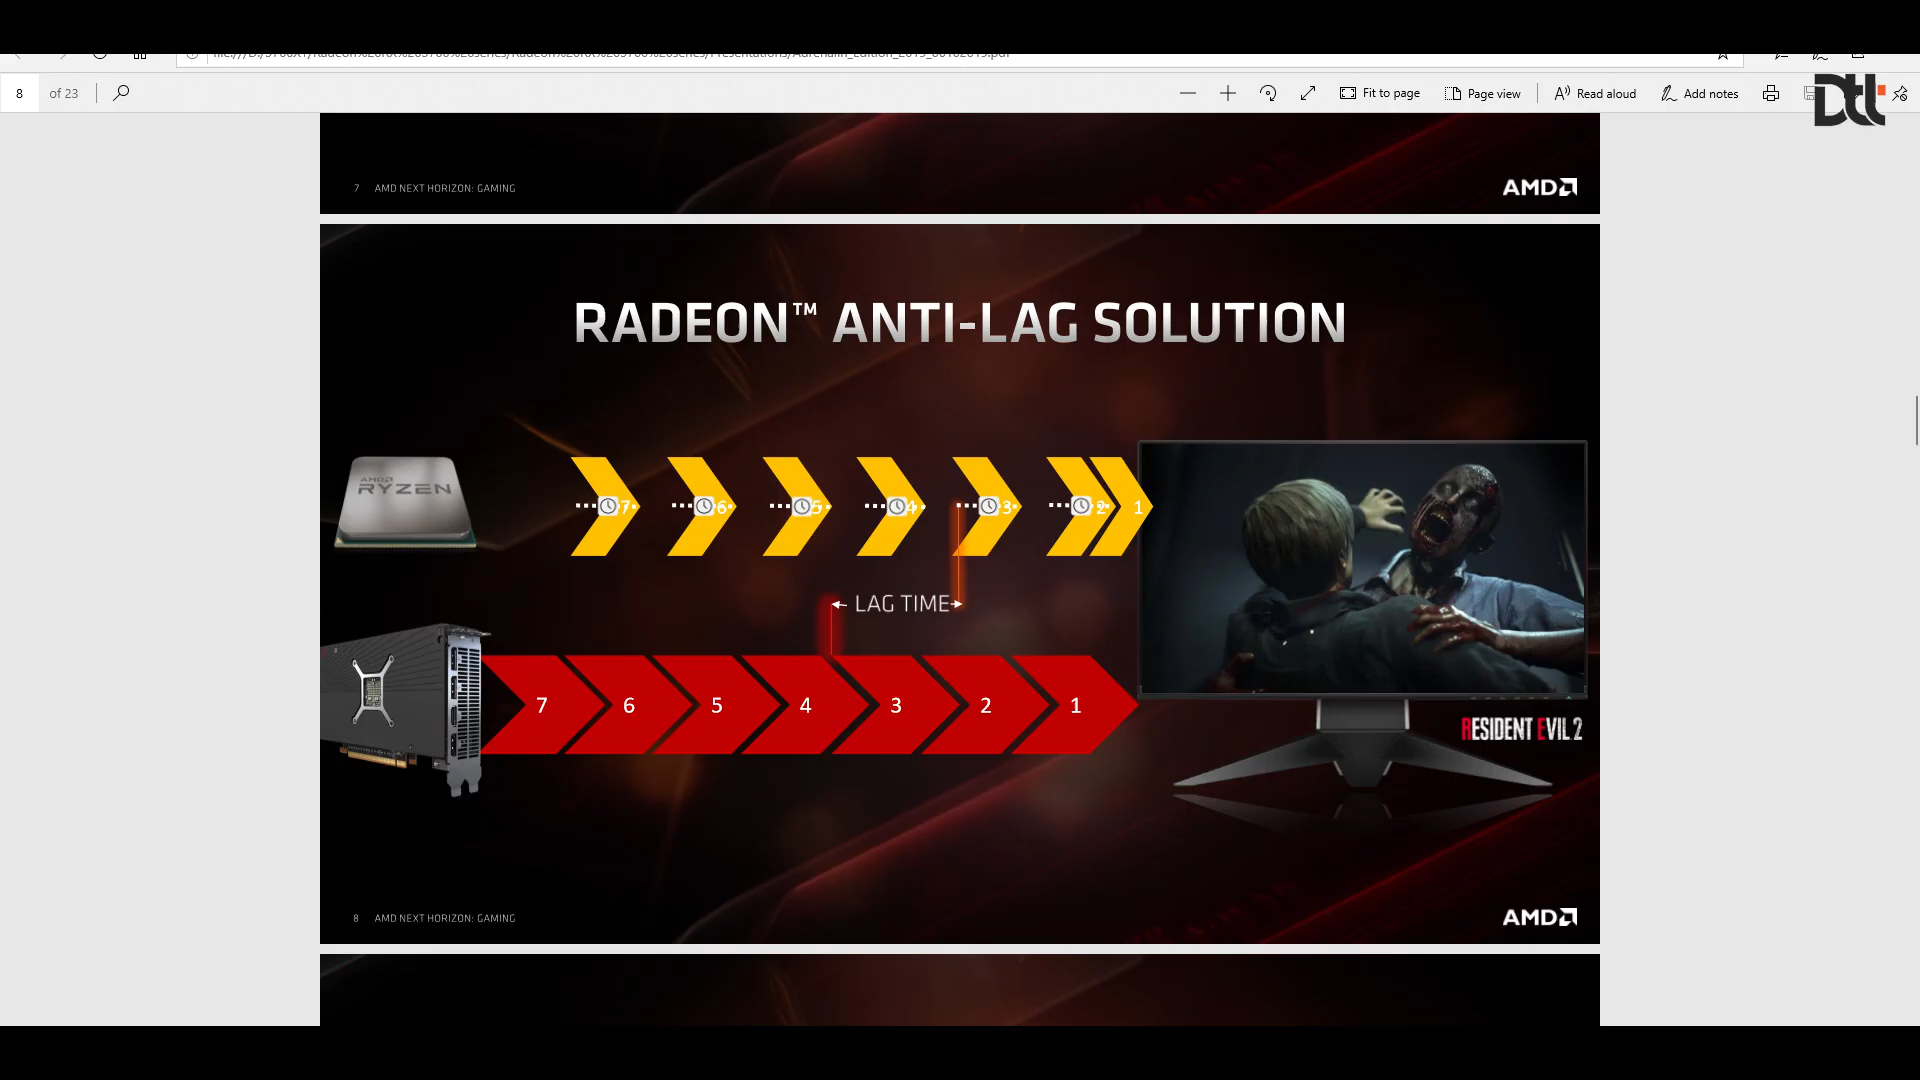 8 of 23
Fit to page
Page view
Read aloud
Add notes
Dtl
7 AMD NEXT HORIZON: GAMING
AMD
RADEON™ ANTI-LAG SOLUTION
AMD
RYZEN
7 6 5 4 3 2 1
← LAG TIME →
7 6 5 4 3 2 1
RESIDENT EVIL 2
8 AMD NEXT HORIZON: GAMING
AMD